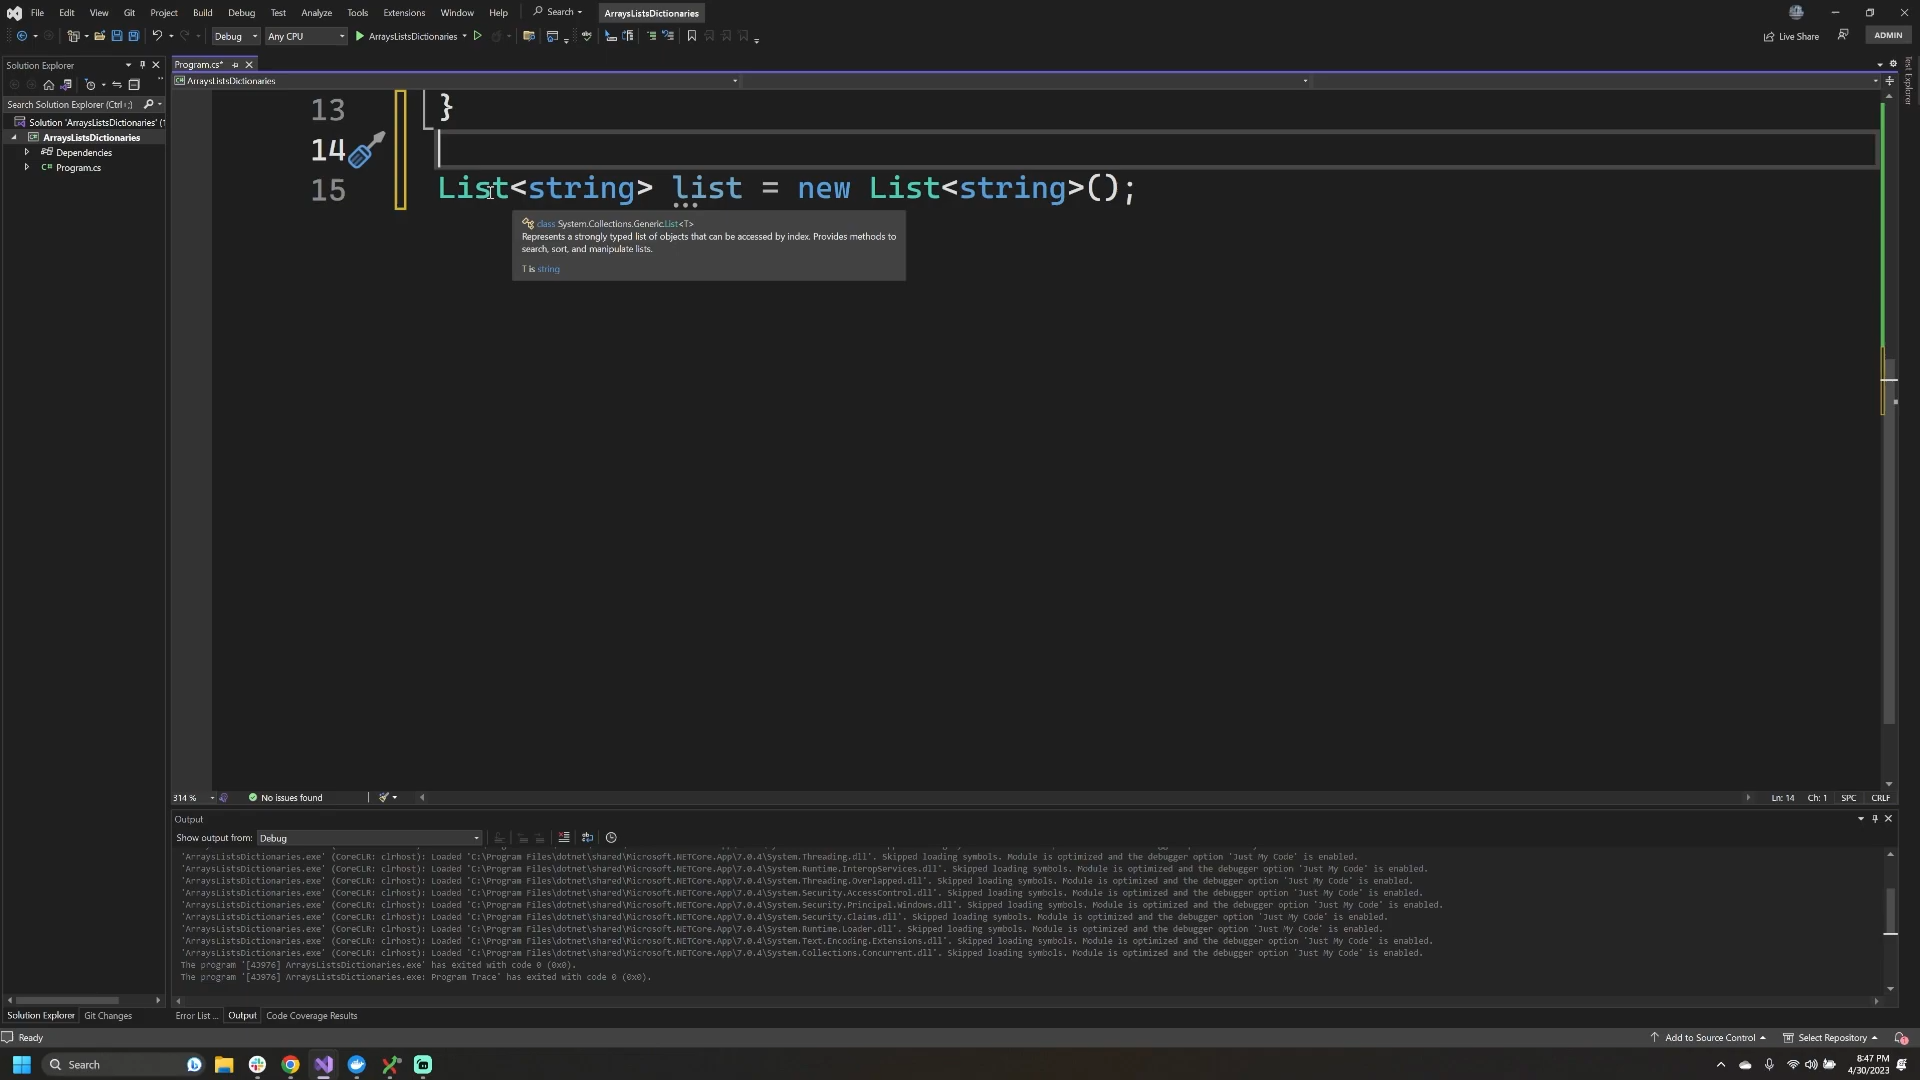 File Edit View Git Project Build Debug Test Analyze Tools Extensions Window Help Search ArraysListsDictionaries
Debug Any CPU ArraysListsDictionaries Live Share ADMIN
Solution Explorer
Search Solution Explorer (Ctrl+;)
Solution 'ArraysListsDictionaries' (1
ArraysListsDictionaries
Dependencies
C# Program.cs
Program.cs*
ArraysListsDictionaries
Test Explorer
13 }
14
15 List<string> list = new List<string>();
class System.Collections.Generic.List<T>
Represents a strongly typed list of objects that can be accessed by index. Provides methods to
search, sort, and manipulate lists.
T is string
314 % No issues found Ln: 14 Ch: 1 SPC CRLF
Output
Show output from: Debug
'ArraysListsDictionaries.exe' (CoreCLR: clrhost): Loaded 'C:\Program Files\dotnet\shared\Microsoft.NETCore.App\7.0.4\System.Threading.dll'. Skipped loading symbols. Module is optimized and the debugger option 'Just My Code' is enabled.
'ArraysListsDictionaries.exe' (CoreCLR: clrhost): Loaded 'C:\Program Files\dotnet\shared\Microsoft.NETCore.App\7.0.4\System.Runtime.InteropServices.dll'. Skipped loading symbols. Module is optimized and the debugger option 'Just My Code' is enabled.
'ArraysListsDictionaries.exe' (CoreCLR: clrhost): Loaded 'C:\Program Files\dotnet\shared\Microsoft.NETCore.App\7.0.4\System.Threading.Overlapped.dll'. Skipped loading symbols. Module is optimized and the debugger option 'Just My Code' is enabled.
'ArraysListsDictionaries.exe' (CoreCLR: clrhost): Loaded 'C:\Program Files\dotnet\shared\Microsoft.NETCore.App\7.0.4\System.Security.AccessControl.dll'. Skipped loading symbols. Module is optimized and the debugger option 'Just My Code' is enabled.
'ArraysListsDictionaries.exe' (CoreCLR: clrhost): Loaded 'C:\Program Files\dotnet\shared\Microsoft.NETCore.App\7.0.4\System.Security.Principal.Windows.dll'. Skipped loading symbols. Module is optimized and the debugger option 'Just My Code' is enabled.
'ArraysListsDictionaries.exe' (CoreCLR: clrhost): Loaded 'C:\Program Files\dotnet\shared\Microsoft.NETCore.App\7.0.4\System.Security.Claims.dll'. Skipped loading symbols. Module is optimized and the debugger option 'Just My Code' is enabled.
'ArraysListsDictionaries.exe' (CoreCLR: clrhost): Loaded 'C:\Program Files\dotnet\shared\Microsoft.NETCore.App\7.0.4\System.Runtime.Loader.dll'. Skipped loading symbols. Module is optimized and the debugger option 'Just My Code' is enabled.
'ArraysListsDictionaries.exe' (CoreCLR: clrhost): Loaded 'C:\Program Files\dotnet\shared\Microsoft.NETCore.App\7.0.4\System.Text.Encoding.Extensions.dll'. Skipped loading symbols. Module is optimized and the debugger option 'Just My Code' is enabled.
'ArraysListsDictionaries.exe' (CoreCLR: clrhost): Loaded 'C:\Program Files\dotnet\shared\Microsoft.NETCore.App\7.0.4\System.Collections.Concurrent.dll'. Skipped loading symbols. Module is optimized and the debugger option 'Just My Code' is enabled.
The program '[43976] ArraysListsDictionaries.exe' has exited with code 0 (0x0).
The program '[43976] ArraysListsDictionaries.exe: Program Trace' has exited with code 0 (0x0).
Solution Explorer Git Changes Error List ... Output Code Coverage Results
Ready Add to Source Control Select Repository
Search 8:47 PM
4/30/2023